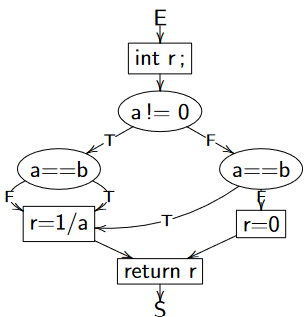 E
int r;
a != 0
T F
a==b a==b
F T F
r=1/a T r=0
return r
S